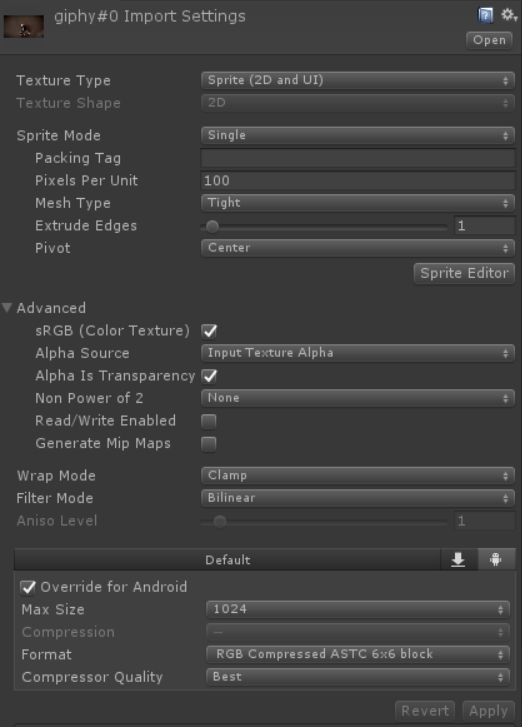 giphy#0 Import Settings
Open
Texture Type Sprite (2D and UI)
Texture Shape 2D
Sprite Mode Single
Packing Tag
Pixels Per Unit 100
Mesh Type Tight
Extrude Edges 1
Pivot Center
Sprite Editor
Advanced
sRGB (Color Texture)
Alpha Source Input Texture Alpha
Alpha Is Transparency
Non Power of 2 None
Read/Write Enabled
Generate Mip Maps
Wrap Mode Clamp
Filter Mode Bilinear
Aniso Level 1
Default
Override for Android
Max Size 1024
Compression —
Format RGB Compressed ASTC 6x6 block
Compressor Quality Best
Revert Apply